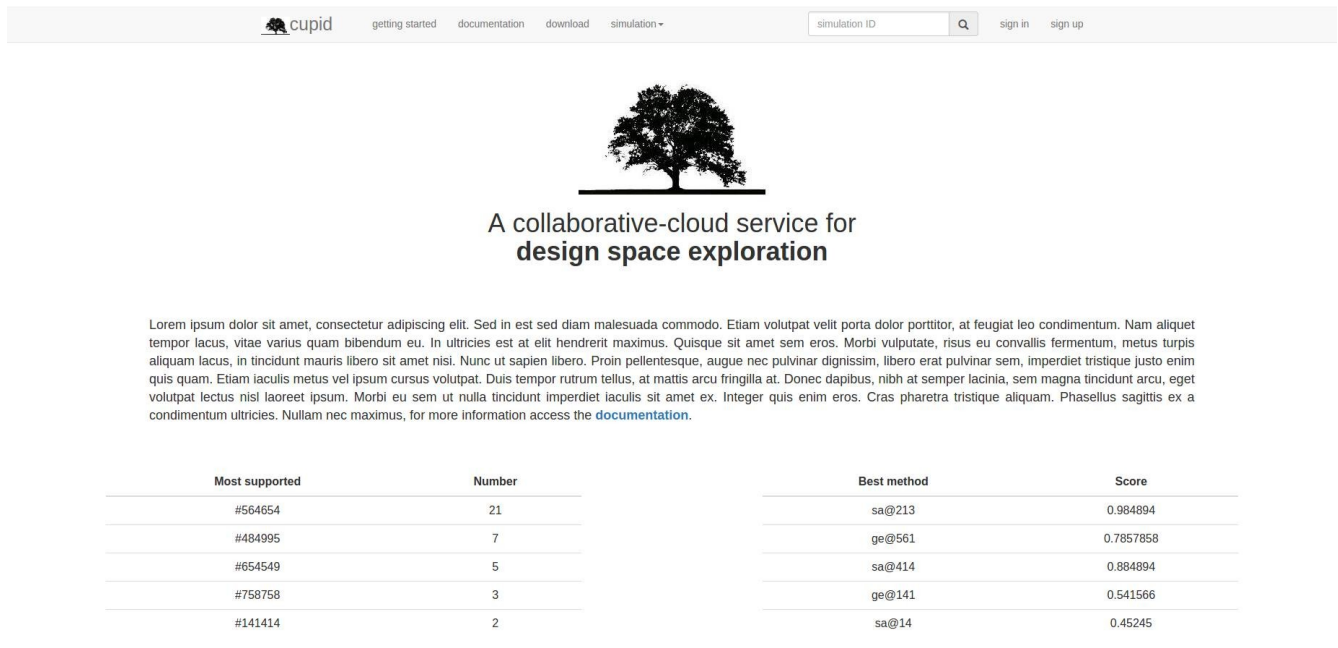 cupid getting started documentation download simulation simulation ID sign in sign up
A collaborative-cloud service for
design space exploration
Lorem ipsum dolor sit amet, consectetur adipiscing elit. Sed in est sed diam malesuada commodo. Etiam volutpat velit porta dolor porttitor, at feugiat leo condimentum. Nam aliquet
tempor lacus, vitae varius quam bibendum eu. In ultricies est at elit hendrerit maximus. Quisque sit amet sem eros. Morbi vulputate, risus eu convallis fermentum, metus turpis
aliquam lacus, in tincidunt mauris libero sit amet nisi. Nunc ut sapien libero. Proin pellentesque, augue nec pulvinar dignissim, libero erat pulvinar sem, imperdiet tristique justo enim
quis quam. Etiam iaculis metus vel ipsum cursus volutpat. Duis tempor rutrum tellus, at mattis arcu fringilla at. Donec dapibus, nibh at semper lacinia, sem magna tincidunt arcu, eget
volutpat lectus nisl laoreet ipsum. Morbi eu sem ut nulla tincidunt imperdiet iaculis sit amet ex. Integer quis enim eros. Cras pharetra tristique aliquam. Phasellus sagittis ex a
condimentum ultricies. Nullam nec maximus, for more information access the documentation.
Most supported Number
#564654 21
#484995 7
#654549 5
#758758 3
#141414 2
Best method Score
sa@213 0.984894
ge@561 0.7857858
sa@414 0.884894
ge@141 0.541566
sa@14 0.45245